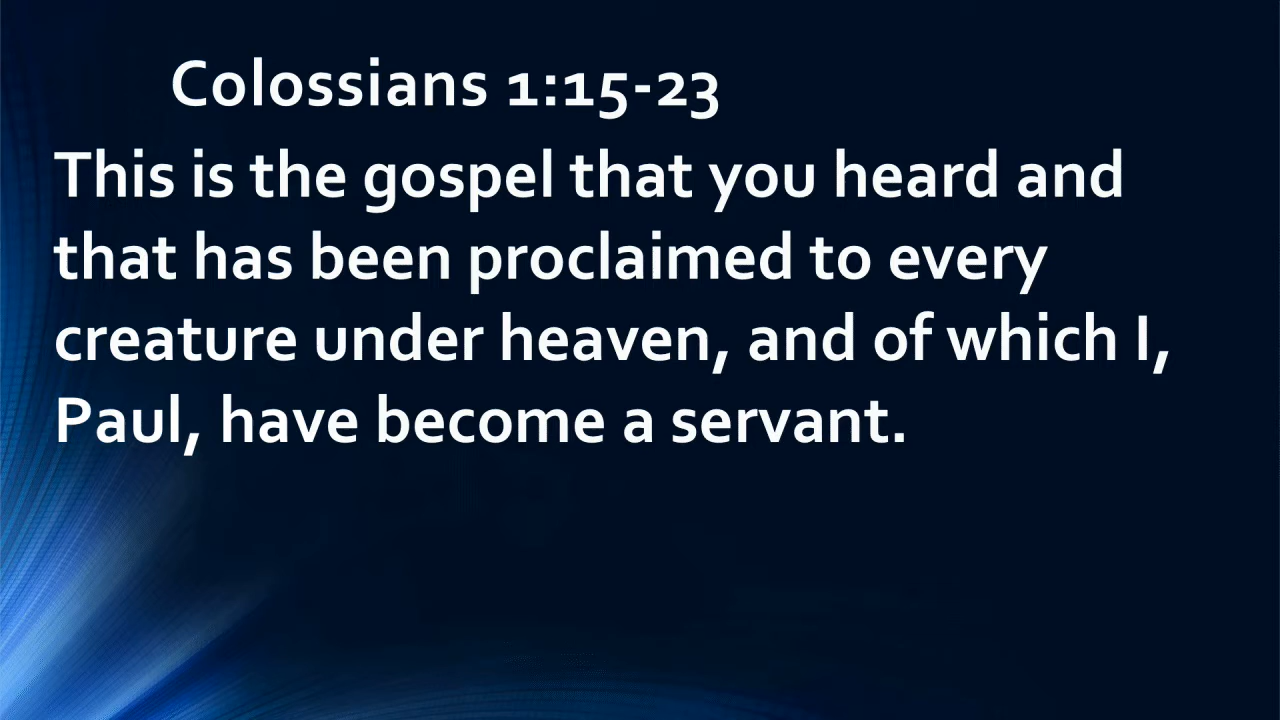 Colossians 1:15-23
This is the gospel that you heard and
that has been proclaimed to every
creature under heaven, and of which I,
Paul, have become a servant.